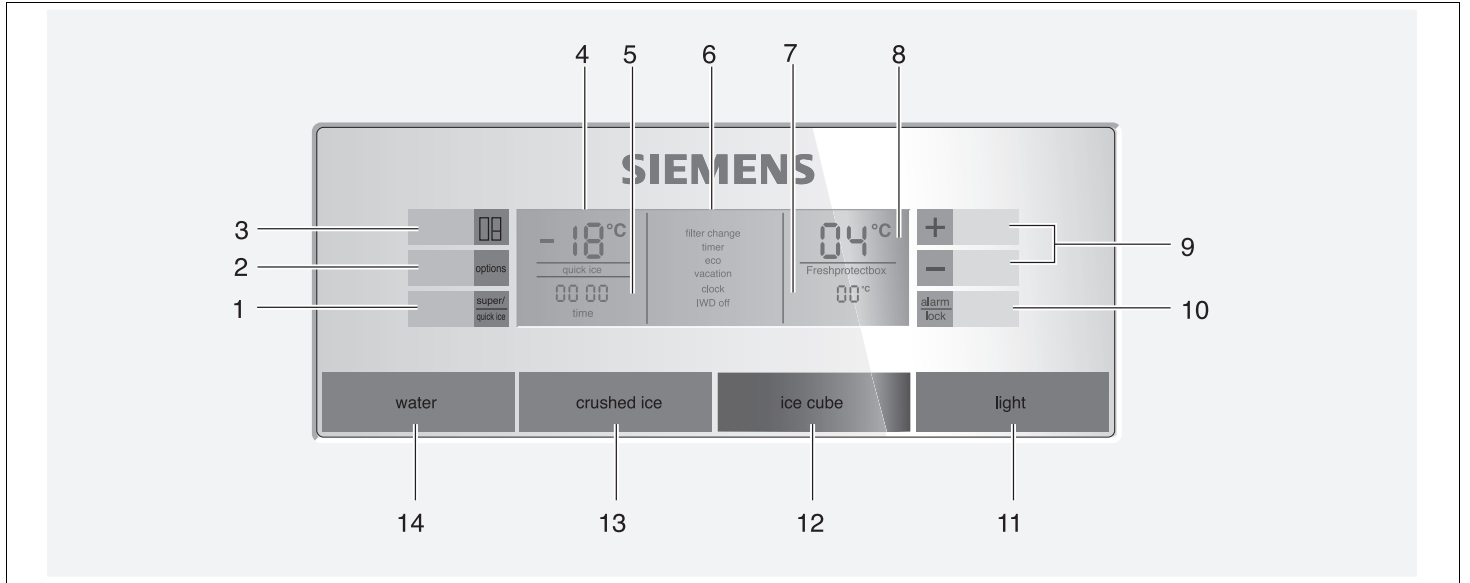 4 5 6 7 8
SIEMENS
3 -18°C filter change 04°C + 
timer
eco
2 options quick ice vacation Freshprotectbox − 9
1 super/ 00 00 clock 00°C alarm 10
quick ice time IWD off lock
water crushed ice ice cube light
14 13 12 11